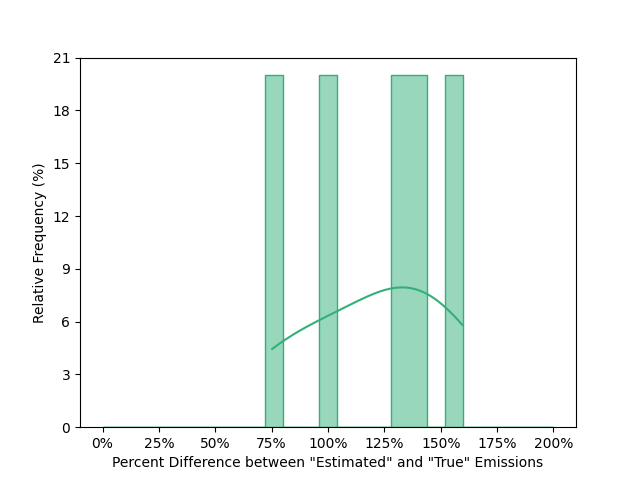 21
18
15
12
9
6
3
0
Relative Frequency (%)
0% 25% 50% 75% 100% 125% 150% 175% 200%
Percent Difference between "Estimated" and "True" Emissions